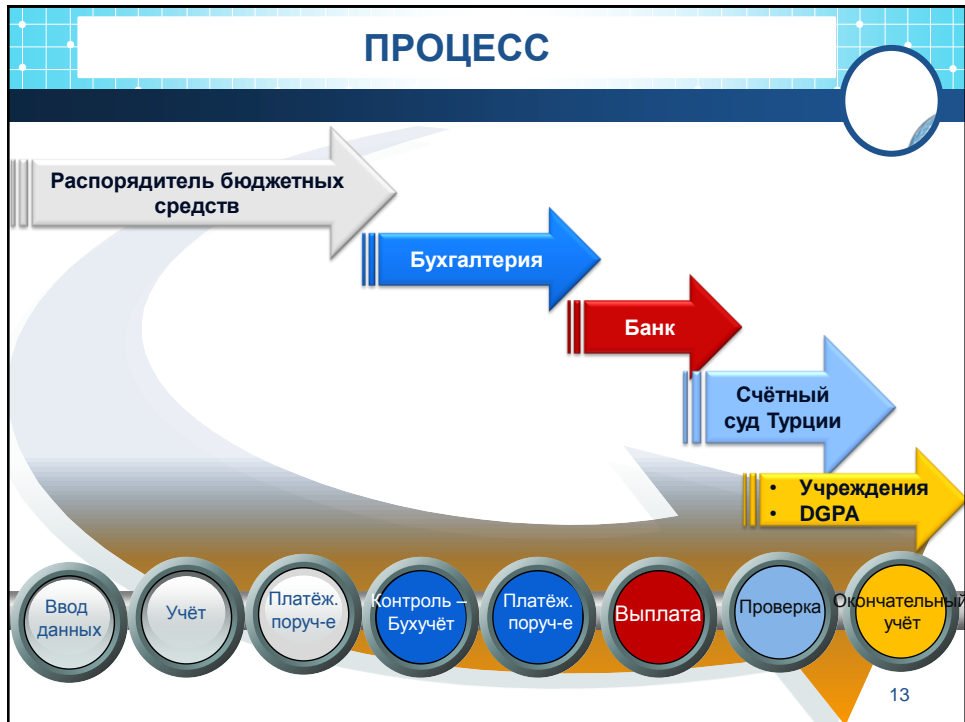 ПРОЦЕСС
Распорядитель бюджетных
средств
Бухгалтерия
Банк
Счётный
суд Турции
• Учреждения
• DGPA
Ввод
данных
Учёт
Платёж.
поруч-е
Контроль –
Бухучёт
Платёж.
поруч-е
Выплата
Проверка
Окончательный
учёт
13